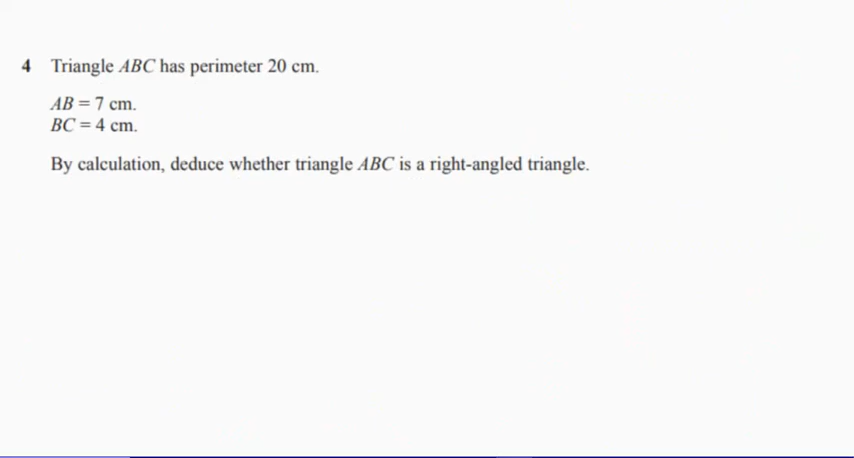 4 Triangle ABC has perimeter 20 cm.
AB = 7 cm.
BC = 4 cm.
By calculation, deduce whether triangle ABC is a right-angled triangle.